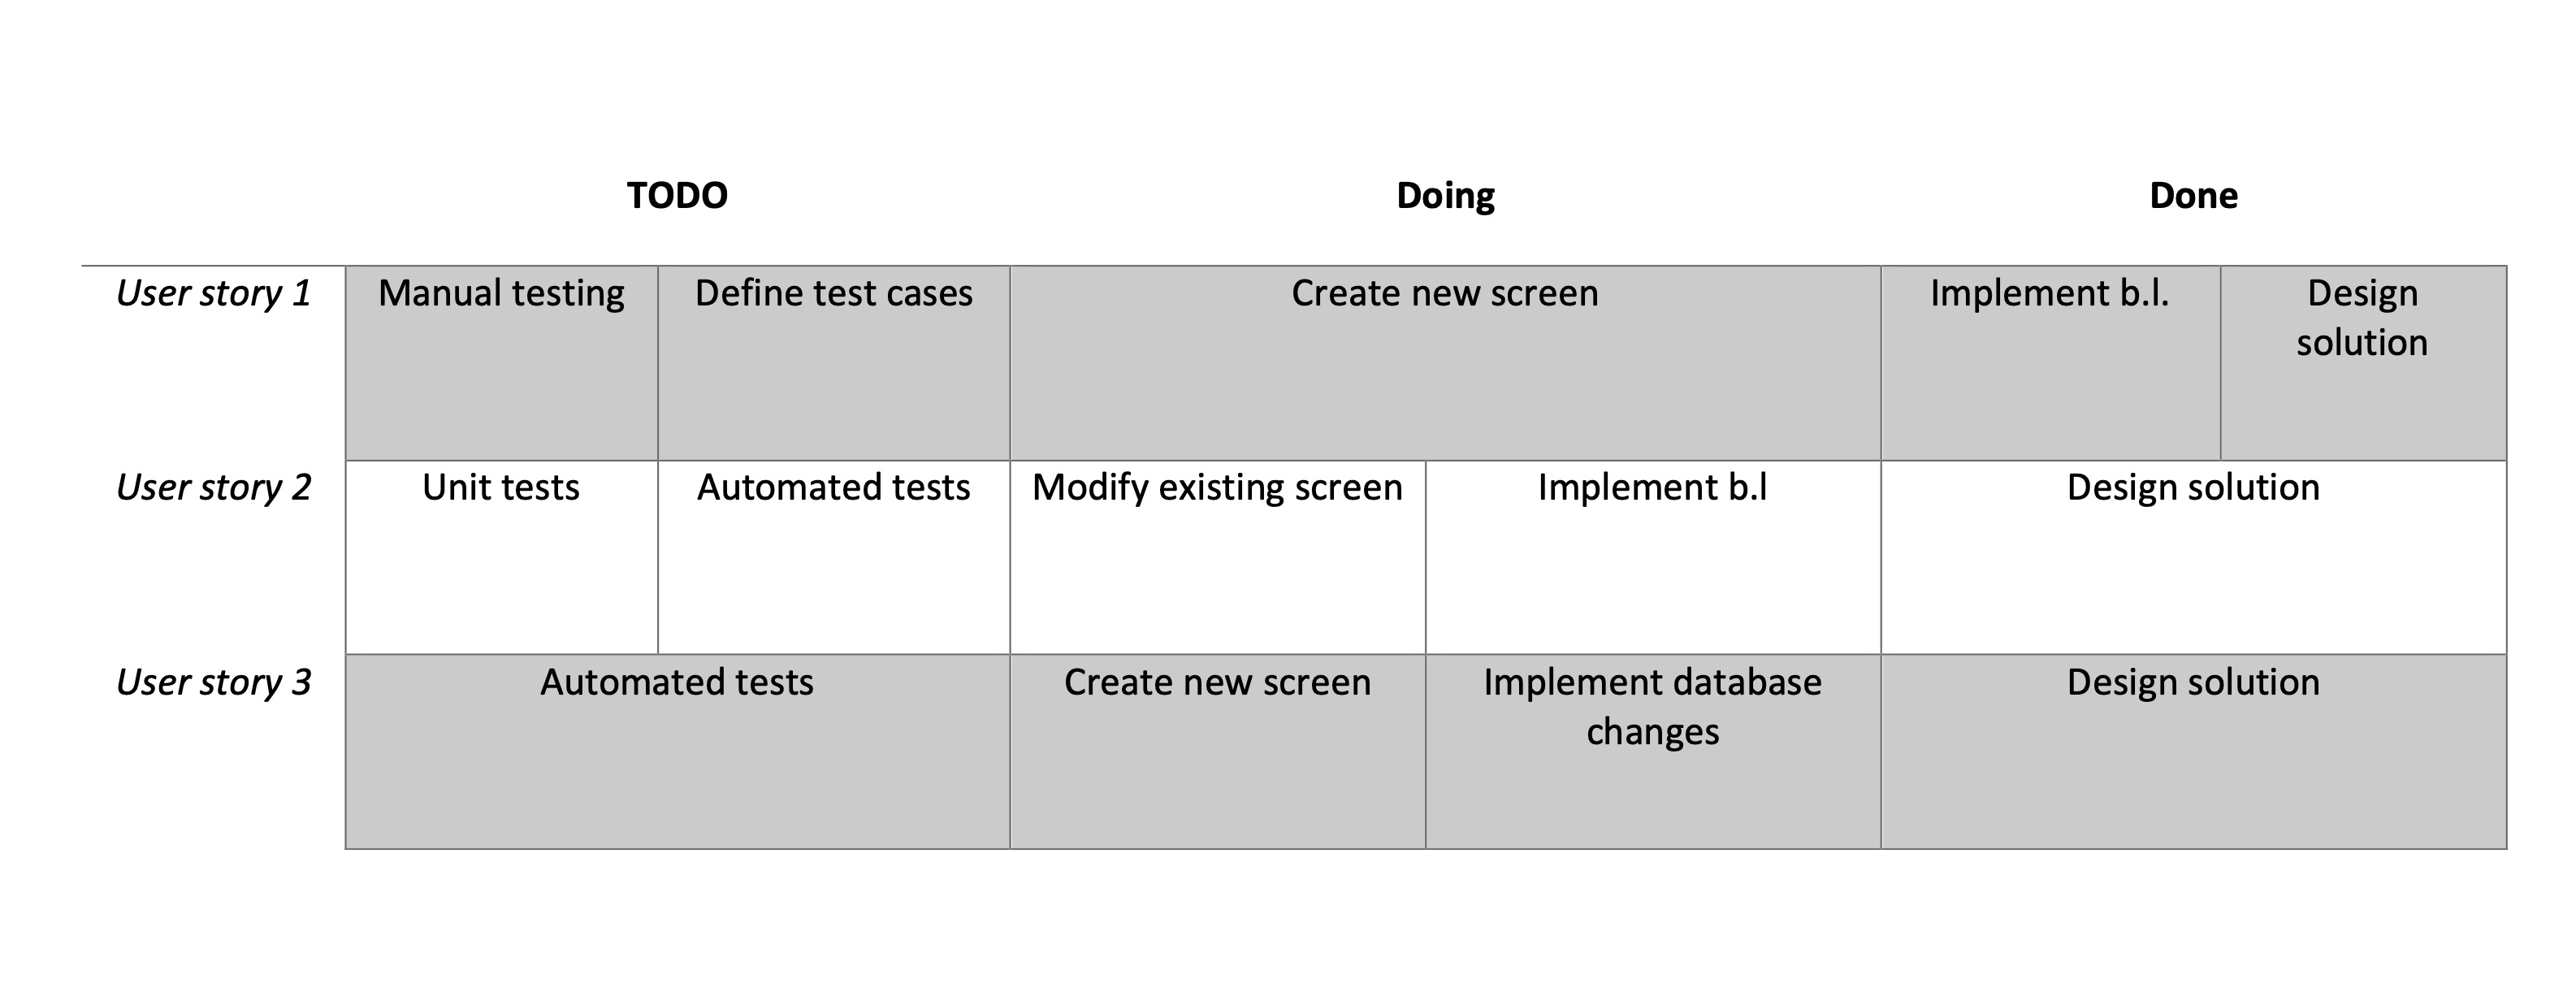 TODO Doing Done
User story 1 Manual testing Define test cases Create new screen Implement b.l. Design
solution
User story 2 Unit tests Automated tests Modify existing screen Implement b.l Design solution
User story 3 Automated tests Create new screen Implement database Design solution
changes